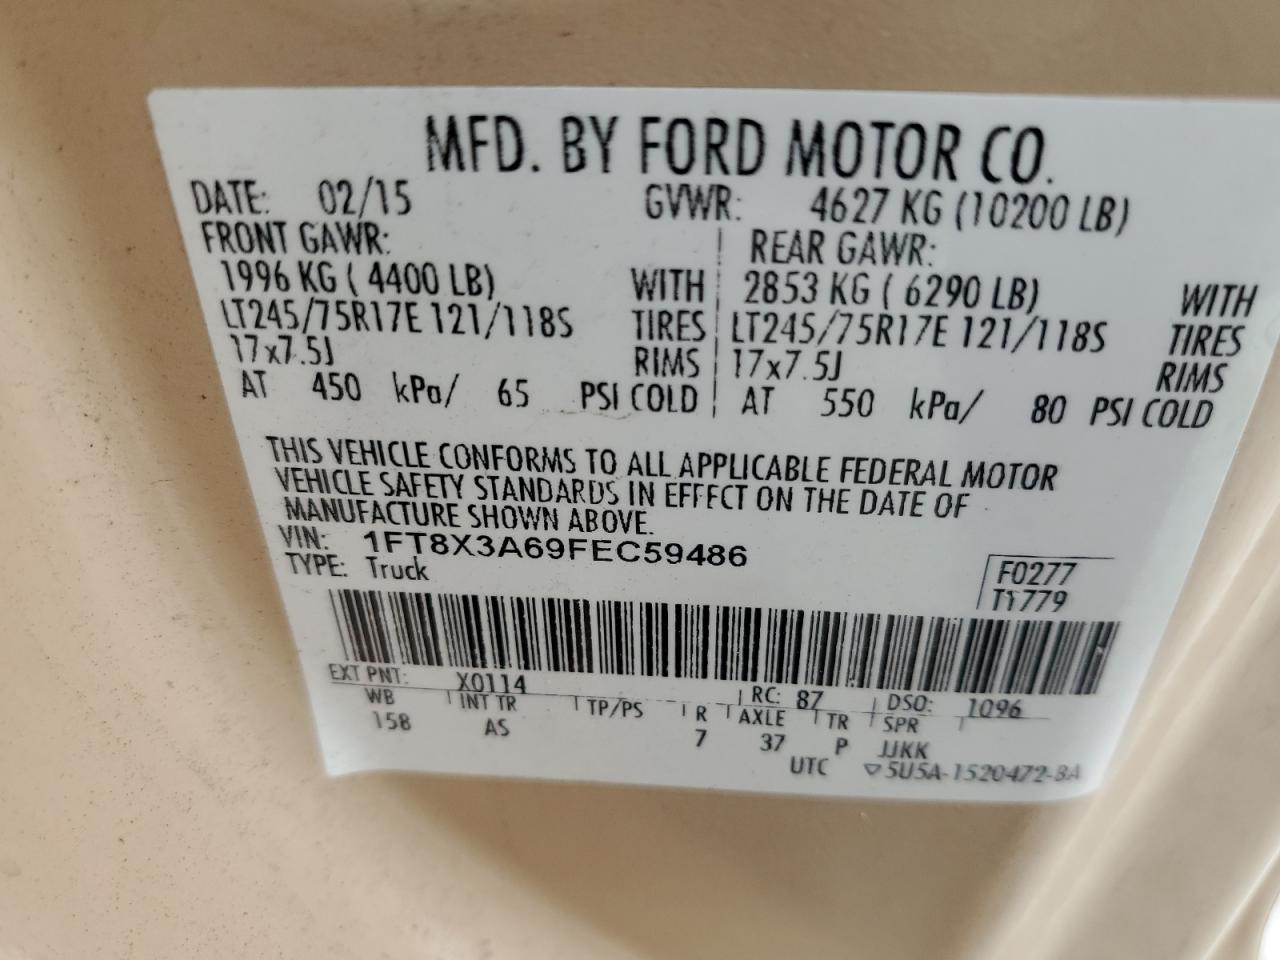 MFD. BY FORD MOTOR CO.
DATE: 02/15 GVWR: 4627 KG (10200 LB)
FRONT GAWR: REAR GAWR:
1996 KG ( 4400 LB) WITH 2853 KG ( 6290 LB) WITH
LT245/75R17E 121/118S TIRES LT245/75R17E 121/118S TIRES
17x7.5J RIMS 17x7.5J RIMS
AT 450 kPa/ 65 PSI COLD AT 550 kPa/ 80 PSI COLD
THIS VEHICLE CONFORMS TO ALL APPLICABLE FEDERAL MOTOR
VEHICLE SAFETY STANDARDS IN EFFECT ON THE DATE OF
MANUFACTURE SHOWN ABOVE.
VIN: 1FT8X3A69FEC59486
TYPE: Truck
F0277
T1779
EXT PNT: X0114 RC: 87 DSO: 1096
WB INT TR TP/PS R AXLE TR SPR
158 AS 7 37 P JJKK
UTC ▽5U5A-1520472-BA